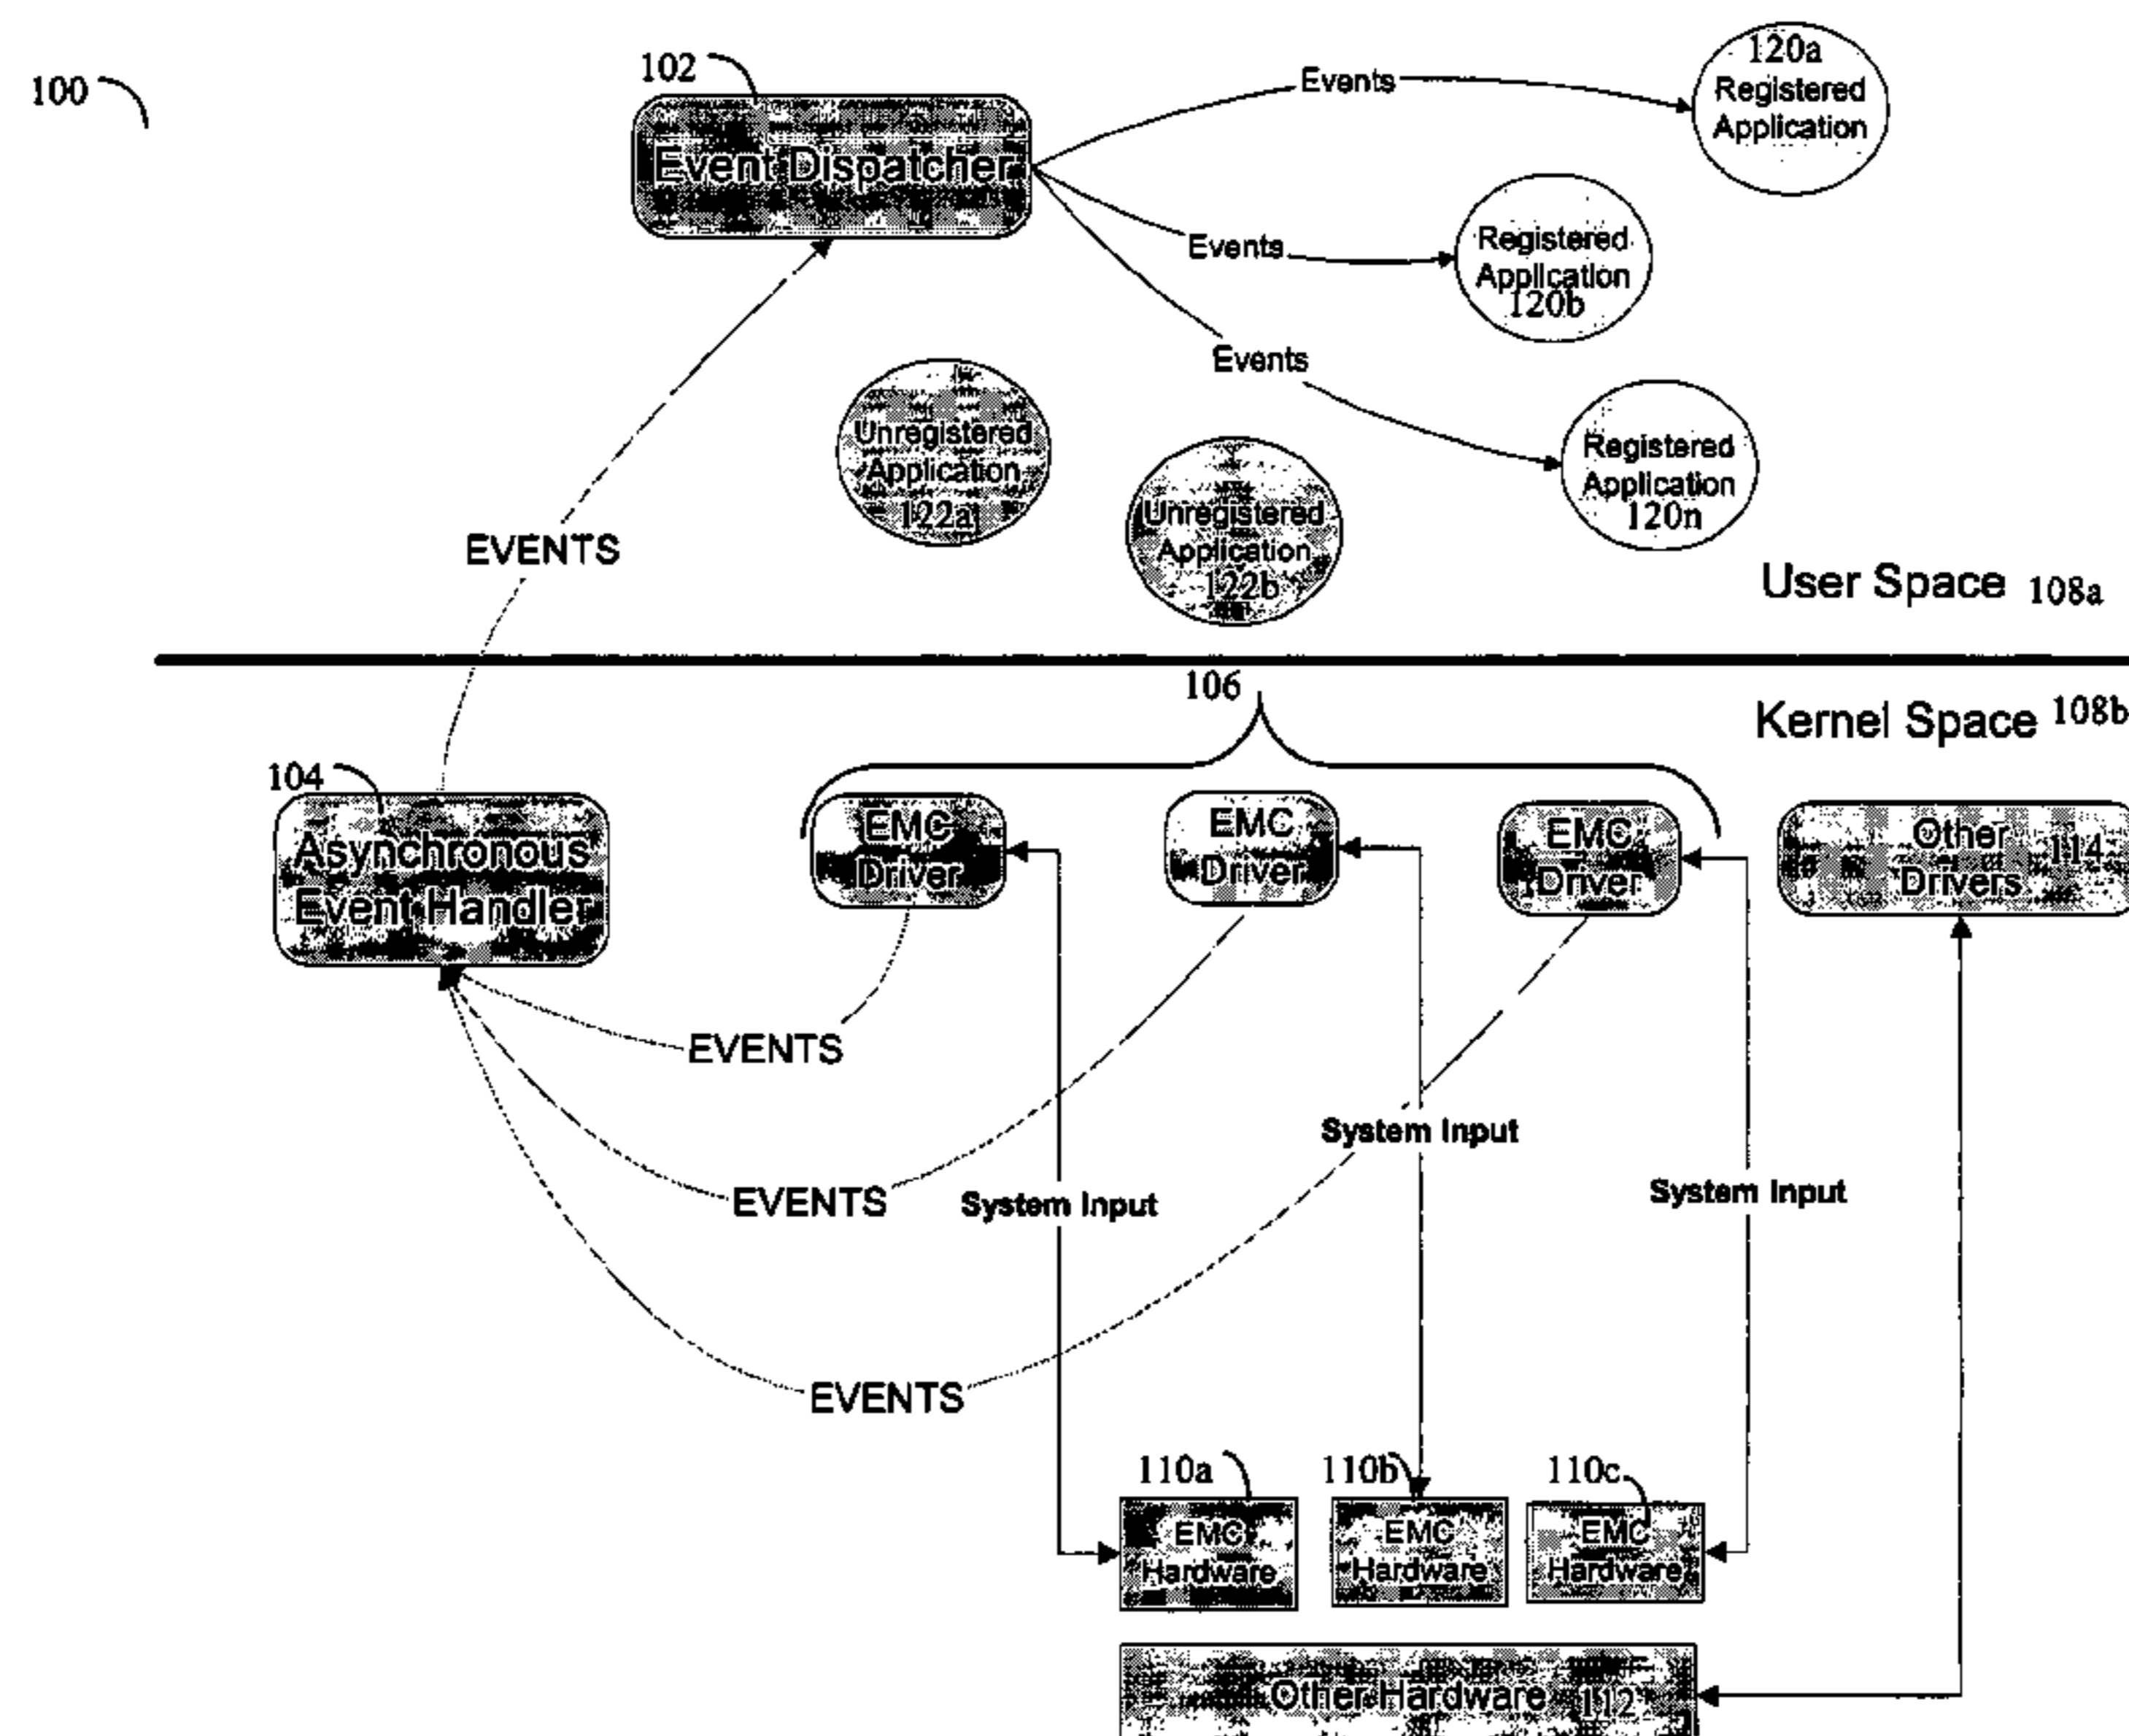 100
102
Event Dispatcher
Events
120a
Registered
Application
Events
Registered
Application
120b
Events
Registered
Application
120n
Unregistered
Application
122a
Unregistered
Application
122b
EVENTS
User Space 108a
106
Kernel Space 108b
104
Asynchronous
Event Handler
EMC
Driver
EMC
Driver
EMC
Driver
Other
Drivers
114
EVENTS
System Input
EVENTS
System Input
System Input
EVENTS
110a
110b
110c
EMC
Hardware
EMC
Hardware
EMC
Hardware
Other Hardware 112